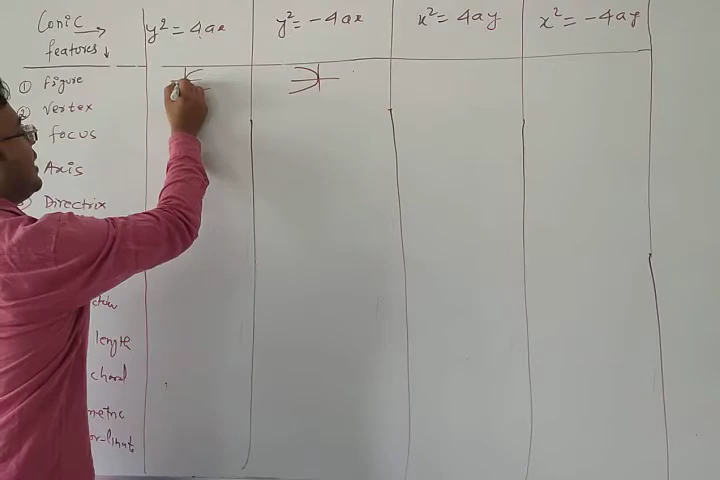 Conic →
features ↓
y² = 4ax
y² = -4ax
x² = 4ay
x² = -4ay
① Figure
② Vertex
focus
Axis
Directrix
length
chord
metric